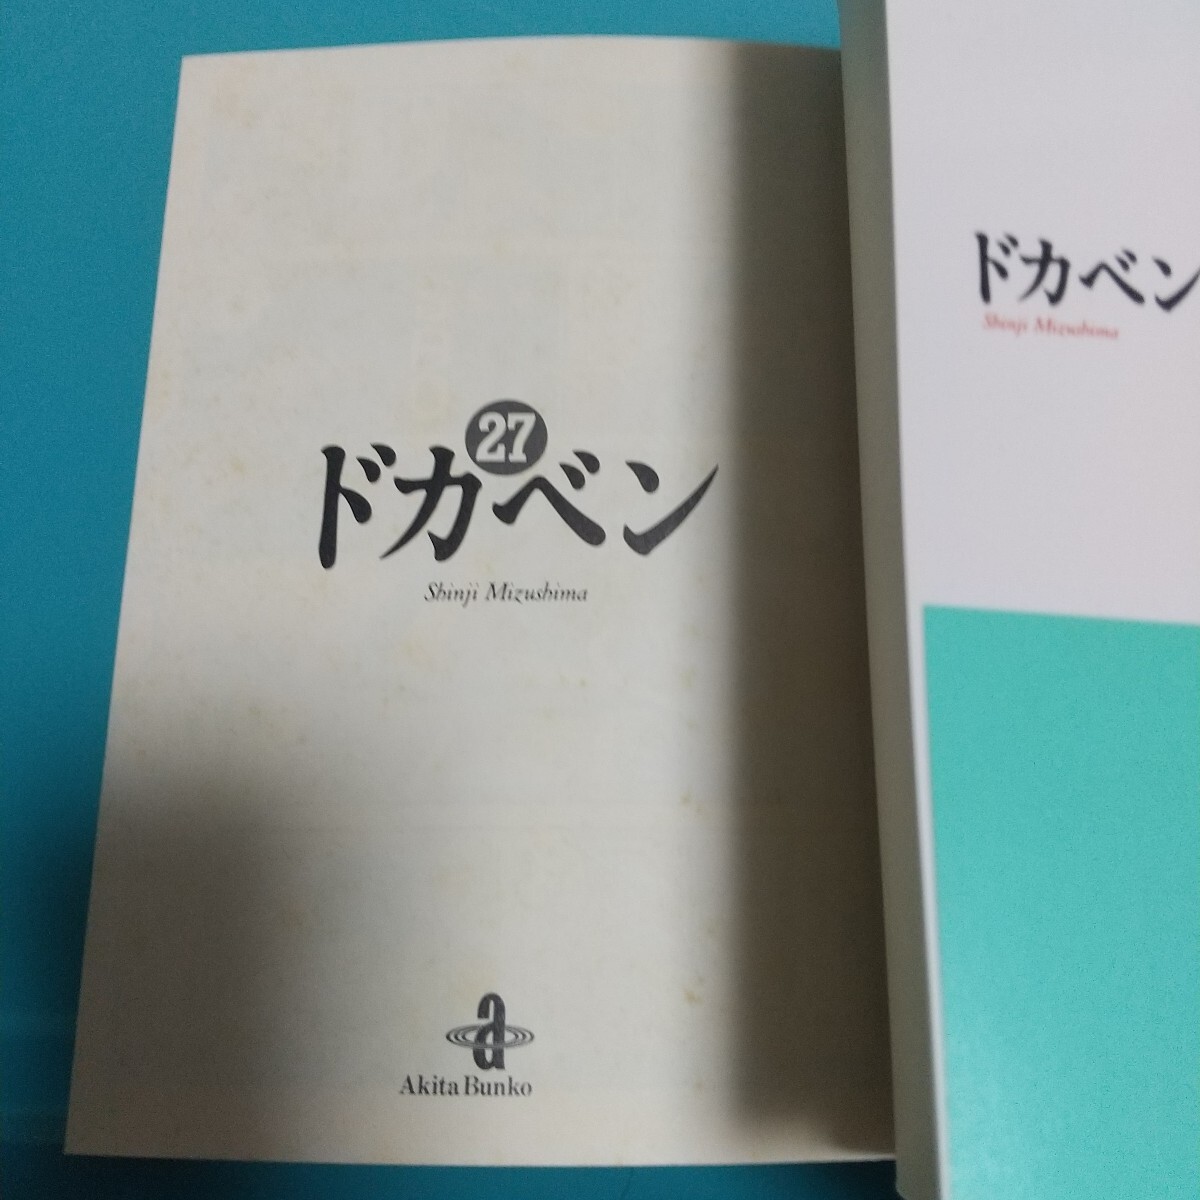 27
ドカベン
Shinji Mizushima
a
Akita Bunko
ドカベン
Shinji Mizushima